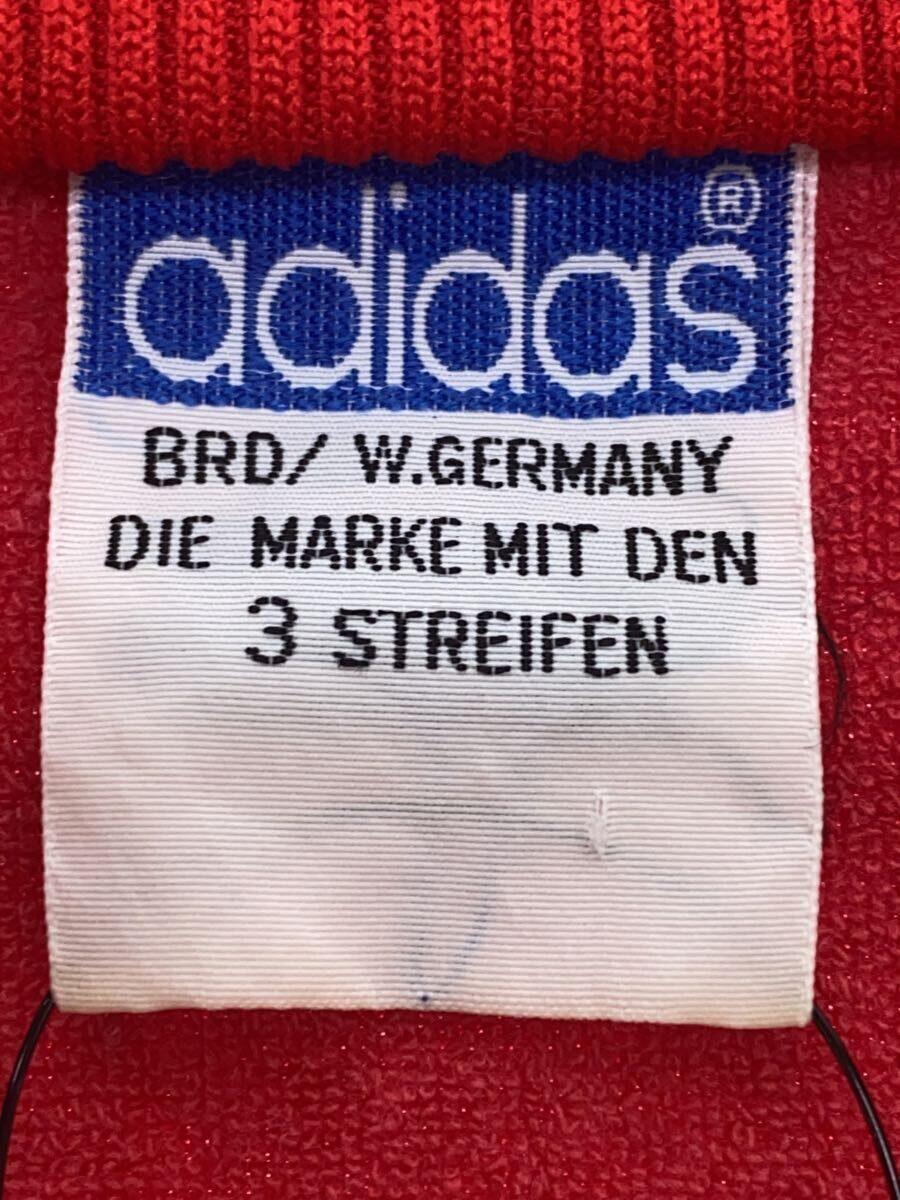 adidas®
BRD/ W.GERMANY
DIE MARKE MIT DEN
3 STREIFEN